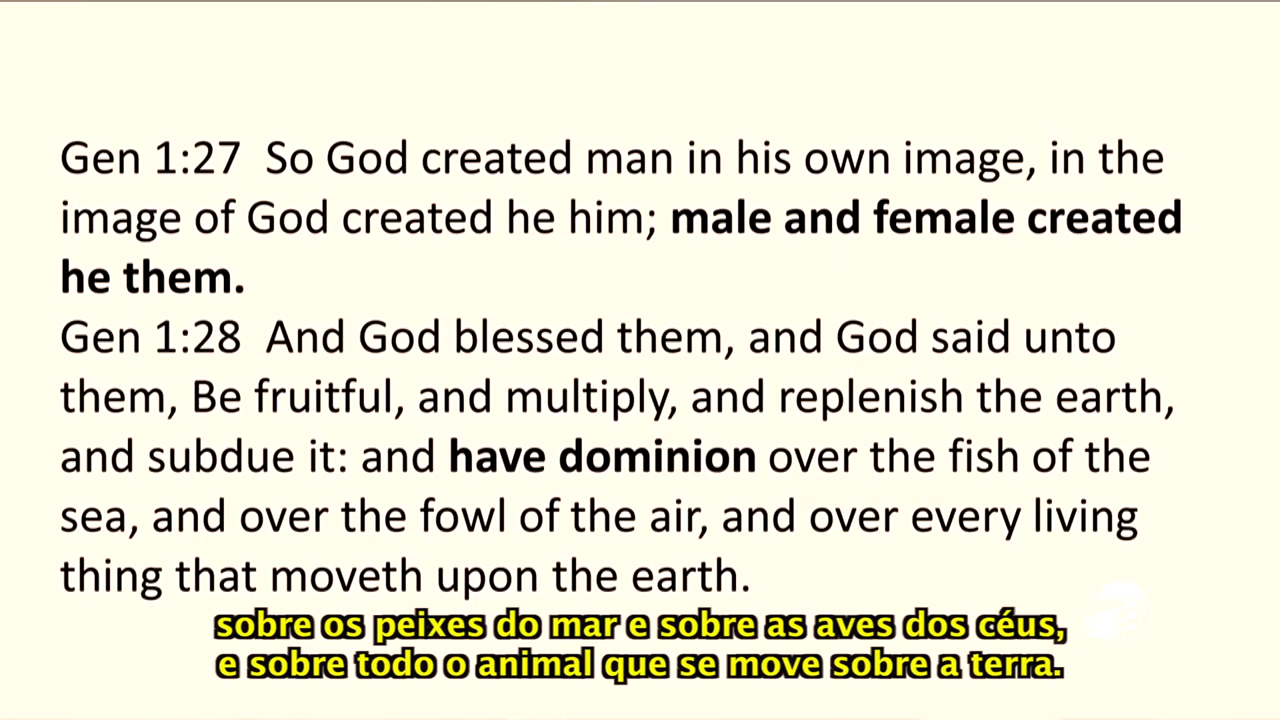 Gen 1:27  So God created man in his own image, in the
image of God created he him; male and female created
he them.
Gen 1:28  And God blessed them, and God said unto
them, Be fruitful, and multiply, and replenish the earth,
and subdue it: and have dominion over the fish of the
sea, and over the fowl of the air, and over every living
thing that moveth upon the earth.
sobre os peixes do mar e sobre as aves dos céus,
e sobre todo o animal que se move sobre a terra.